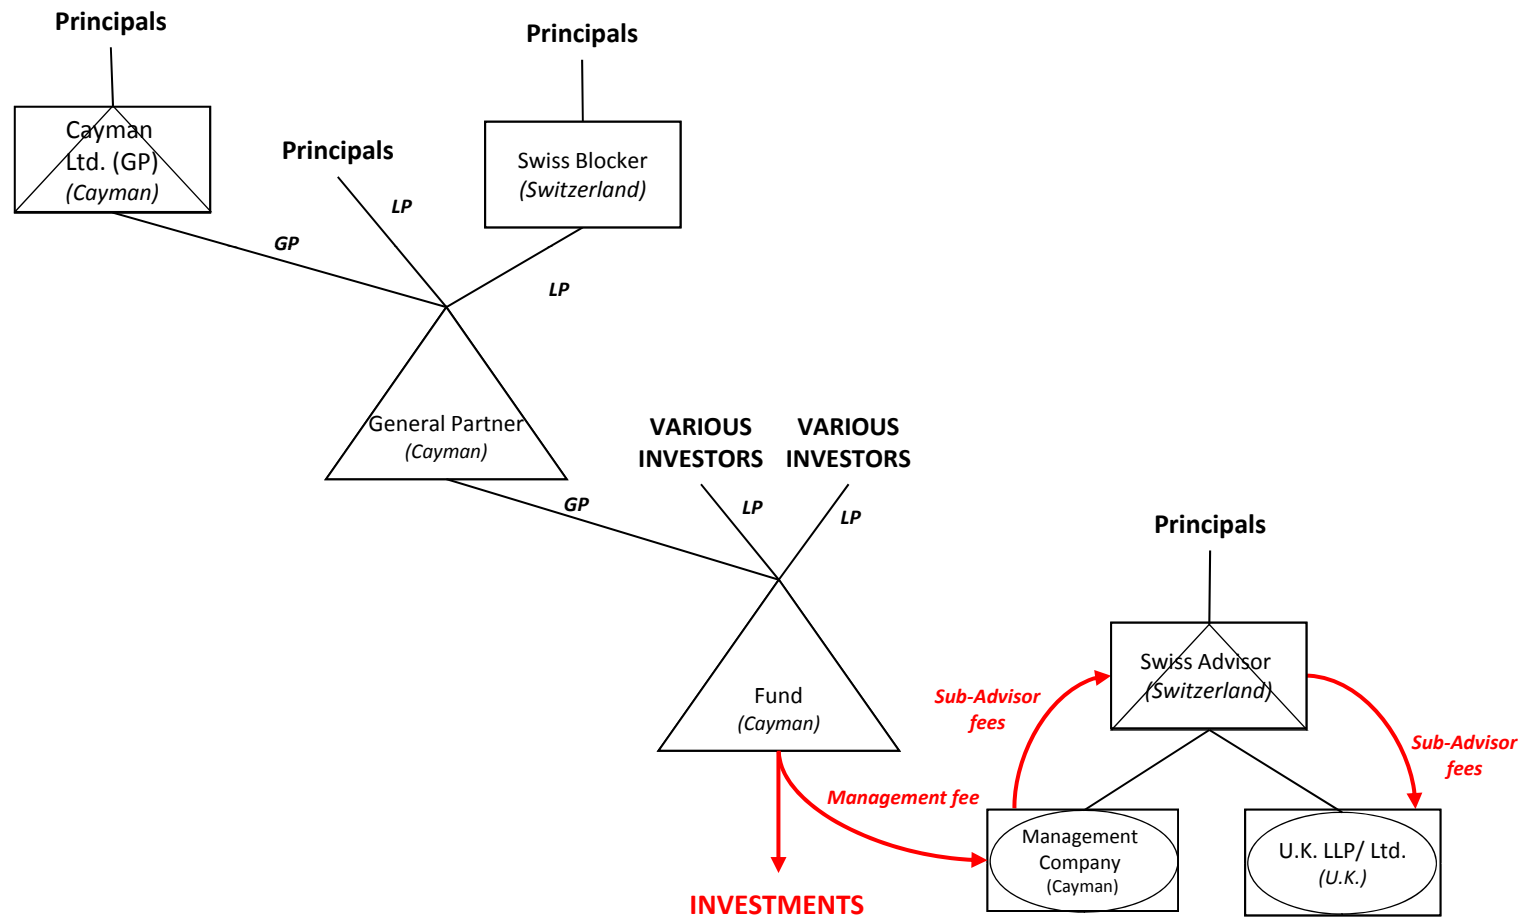 Principals
Principals
Cayman
Ltd. (GP)
(Cayman)
Principals
Swiss Blocker
(Switzerland)
LP
GP
LP
General Partner
(Cayman)
VARIOUS
INVESTORS
VARIOUS
INVESTORS
GP
LP
LP
Principals
Fund
(Cayman)
Swiss Advisor
(Switzerland)
Sub-Advisor
fees
Sub-Advisor
fees
Management fee
Management
Company
(Cayman)
U.K. LLP/ Ltd.
(U.K.)
INVESTMENTS